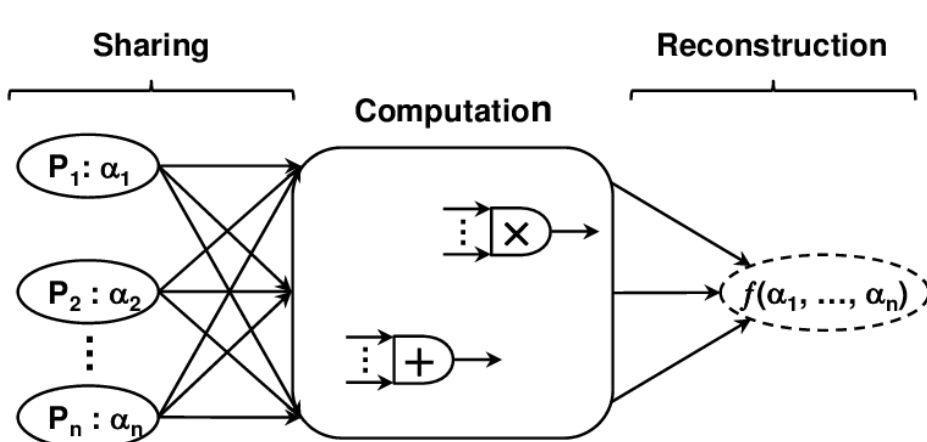 Sharing
Reconstruction
Computation
P1: α1
×
P2 : α2
f(α1, ..., αn)
+
Pn : αn